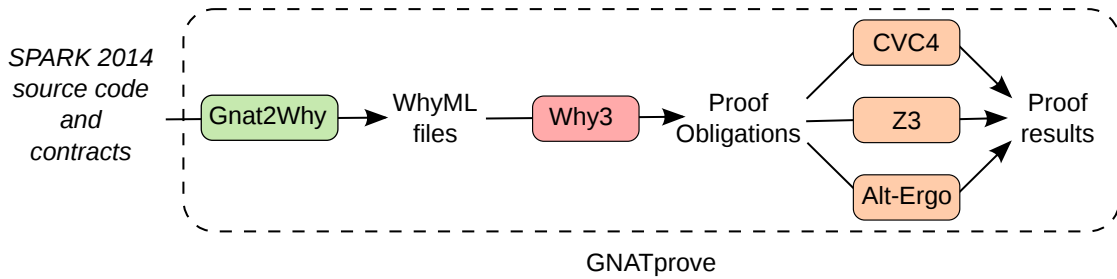 SPARK 2014
source code
and
contracts
Gnat2Why
WhyML
files
Why3
Proof
Obligations
CVC4
Z3
Alt-Ergo
Proof
results
GNATprove